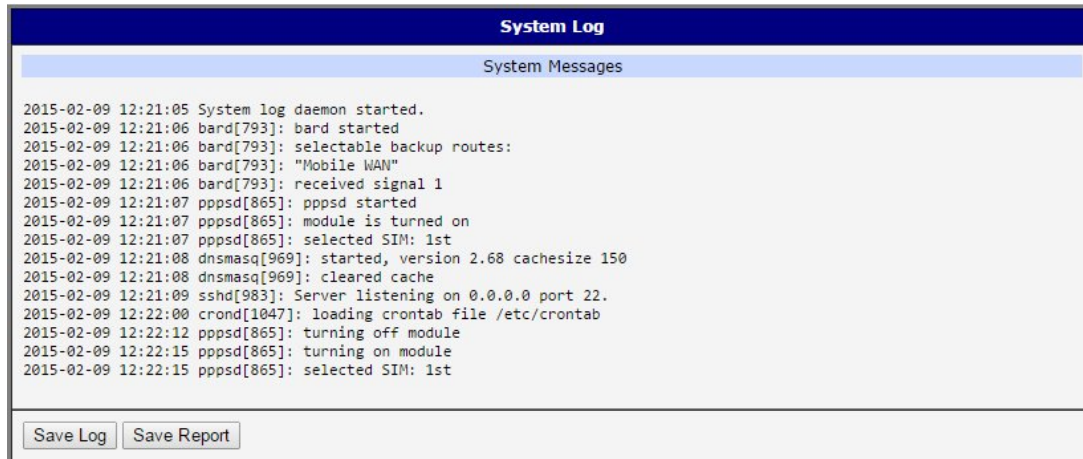 System Log
System Messages
2015-02-09 12:21:05 System log daemon started.
2015-02-09 12:21:06 bard[793]: bard started
2015-02-09 12:21:06 bard[793]: selectable backup routes:
2015-02-09 12:21:06 bard[793]: "Mobile WAN"
2015-02-09 12:21:06 bard[793]: received signal 1
2015-02-09 12:21:07 pppsd[865]: pppsd started
2015-02-09 12:21:07 pppsd[865]: module is turned on
2015-02-09 12:21:07 pppsd[865]: selected SIM: 1st
2015-02-09 12:21:08 dnsmasq[969]: started, version 2.68 cachesize 150
2015-02-09 12:21:08 dnsmasq[969]: cleared cache
2015-02-09 12:21:09 sshd[983]: Server listening on 0.0.0.0 port 22.
2015-02-09 12:22:00 crond[1047]: loading crontab file /etc/crontab
2015-02-09 12:22:12 pppsd[865]: turning off module
2015-02-09 12:22:15 pppsd[865]: turning on module
2015-02-09 12:22:15 pppsd[865]: selected SIM: 1st
Save Log Save Report